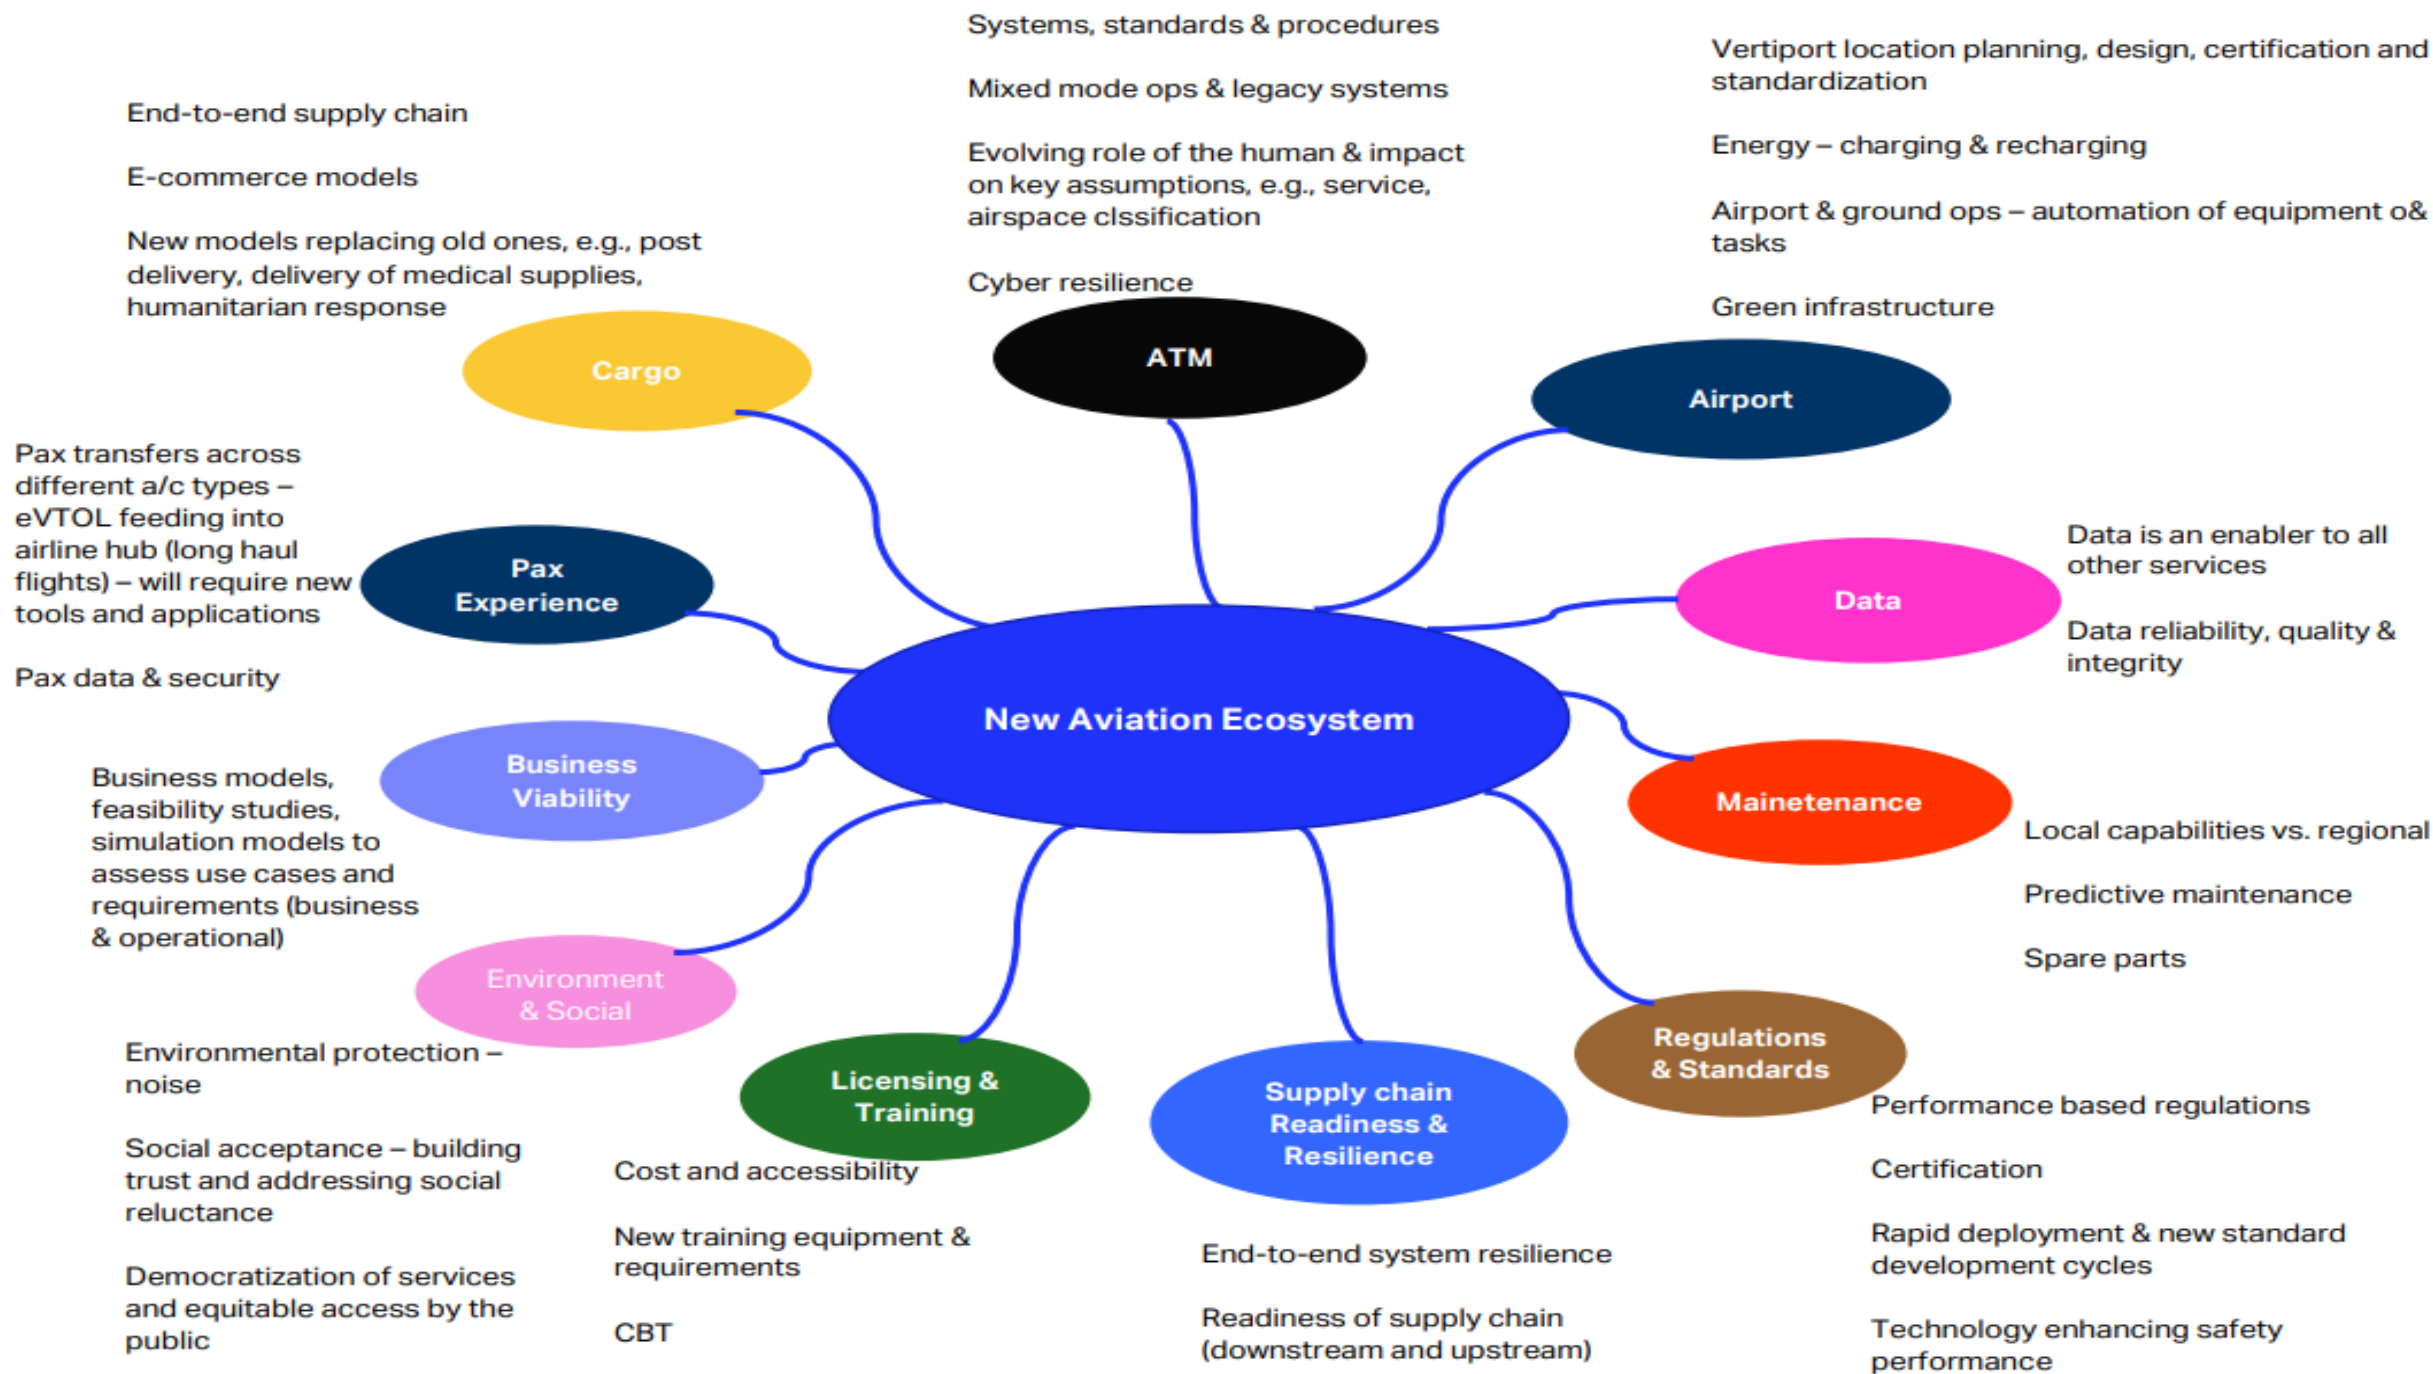 Systems, standards & procedures
Mixed mode ops & legacy systems
Evolving role of the human & impact
on key assumptions, e.g., service,
airspace clssification
Cyber resilience
ATM
Vertiport location planning, design, certification and
standardization
Energy – charging & recharging
Airport & ground ops – automation of equipment o&
tasks
Green infrastructure
Airport
End-to-end supply chain
E-commerce models
New models replacing old ones, e.g., post
delivery, delivery of medical supplies,
humanitarian response
Cargo
Pax transfers across
different a/c types –
eVTOL feeding into
airline hub (long haul
flights) – will require new
tools and applications
Pax data & security
Pax
Experience
Data
Data is an enabler to all
other services
Data reliability, quality &
integrity
New Aviation Ecosystem
Business
Viability
Business models,
feasibility studies,
simulation models to
assess use cases and
requirements (business
& operational)
Mainetenance
Local capabilities vs. regional
Predictive maintenance
Spare parts
Environment
& Social
Environmental protection –
noise
Social acceptance – building
trust and addressing social
reluctance
Democratization of services
and equitable access by the
public
Licensing &
Training
Cost and accessibility
New training equipment &
requirements
CBT
Supply chain
Readiness &
Resilience
End-to-end system resilience
Readiness of supply chain
(downstream and upstream)
Regulations
& Standards
Performance based regulations
Certification
Rapid deployment & new standard
development cycles
Technology enhancing safety
performance